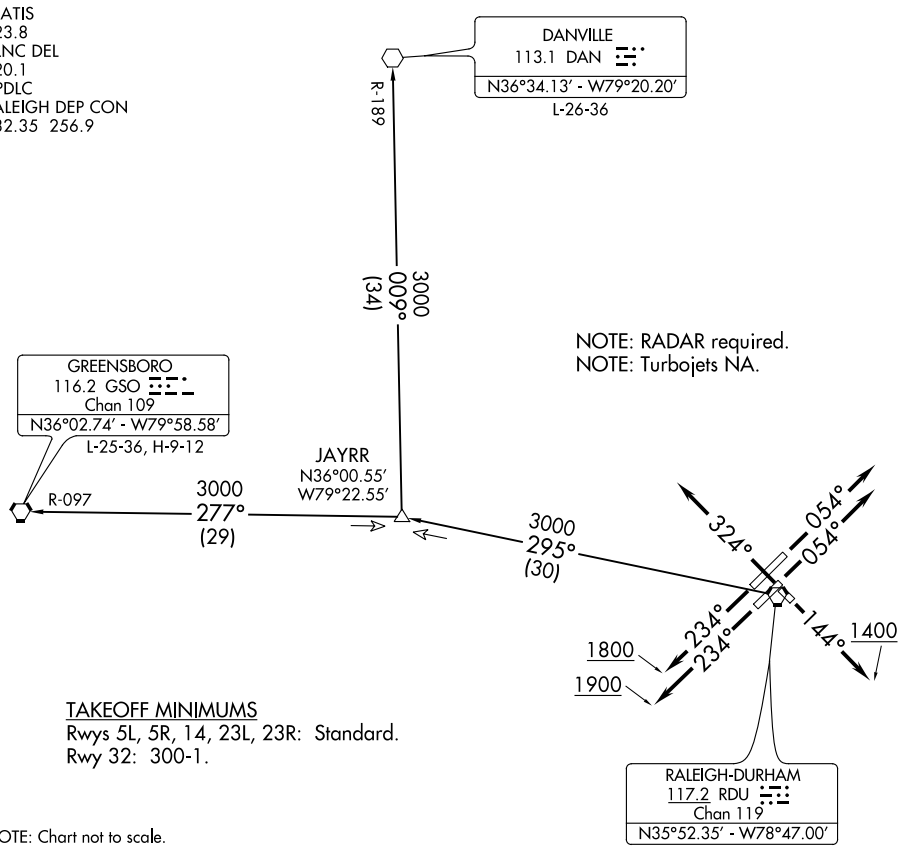 ATIS
23.8
NC DEL
20.1
PDLC
ALEIGH DEP CON
32.35 256.9
DANVILLE
113.1 DAN
N36°34.13' - W79°20.20'
L-26-36
R-189
3000
009°
(34)
NOTE: RADAR required.
NOTE: Turbojets NA.
GREENSBORO
116.2 GSO
Chan 109
N36°02.74' - W79°58.58'
L-25-36, H-9-12
R-097
3000
277°
(29)
JAYRR
N36°00.55'
W79°22.55'
3000
295°
(30)
324°
054°
054°
234°
234°
144°
1400
1800
1900
TAKEOFF MINIMUMS
Rwys 5L, 5R, 14, 23L, 23R: Standard.
Rwy 32: 300-1.
RALEIGH-DURHAM
117.2 RDU
Chan 119
N35°52.35' - W78°47.00'
OTE: Chart not to scale.